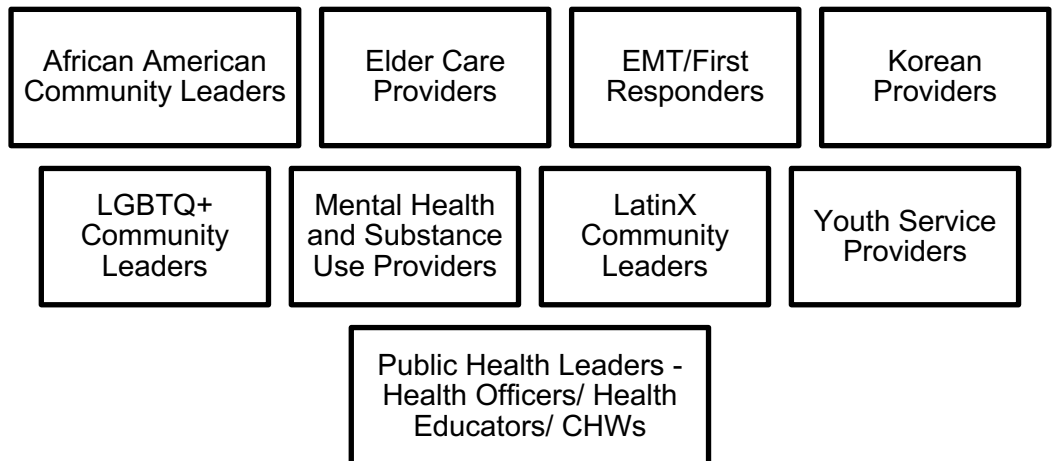 African American
Community Leaders
Elder Care
Providers
EMT/First
Responders
Korean
Providers
LGBTQ+
Community
Leaders
Mental Health
and Substance
Use Providers
LatinX
Community
Leaders
Youth Service
Providers
Public Health Leaders -
Health Officers/ Health
Educators/ CHWs